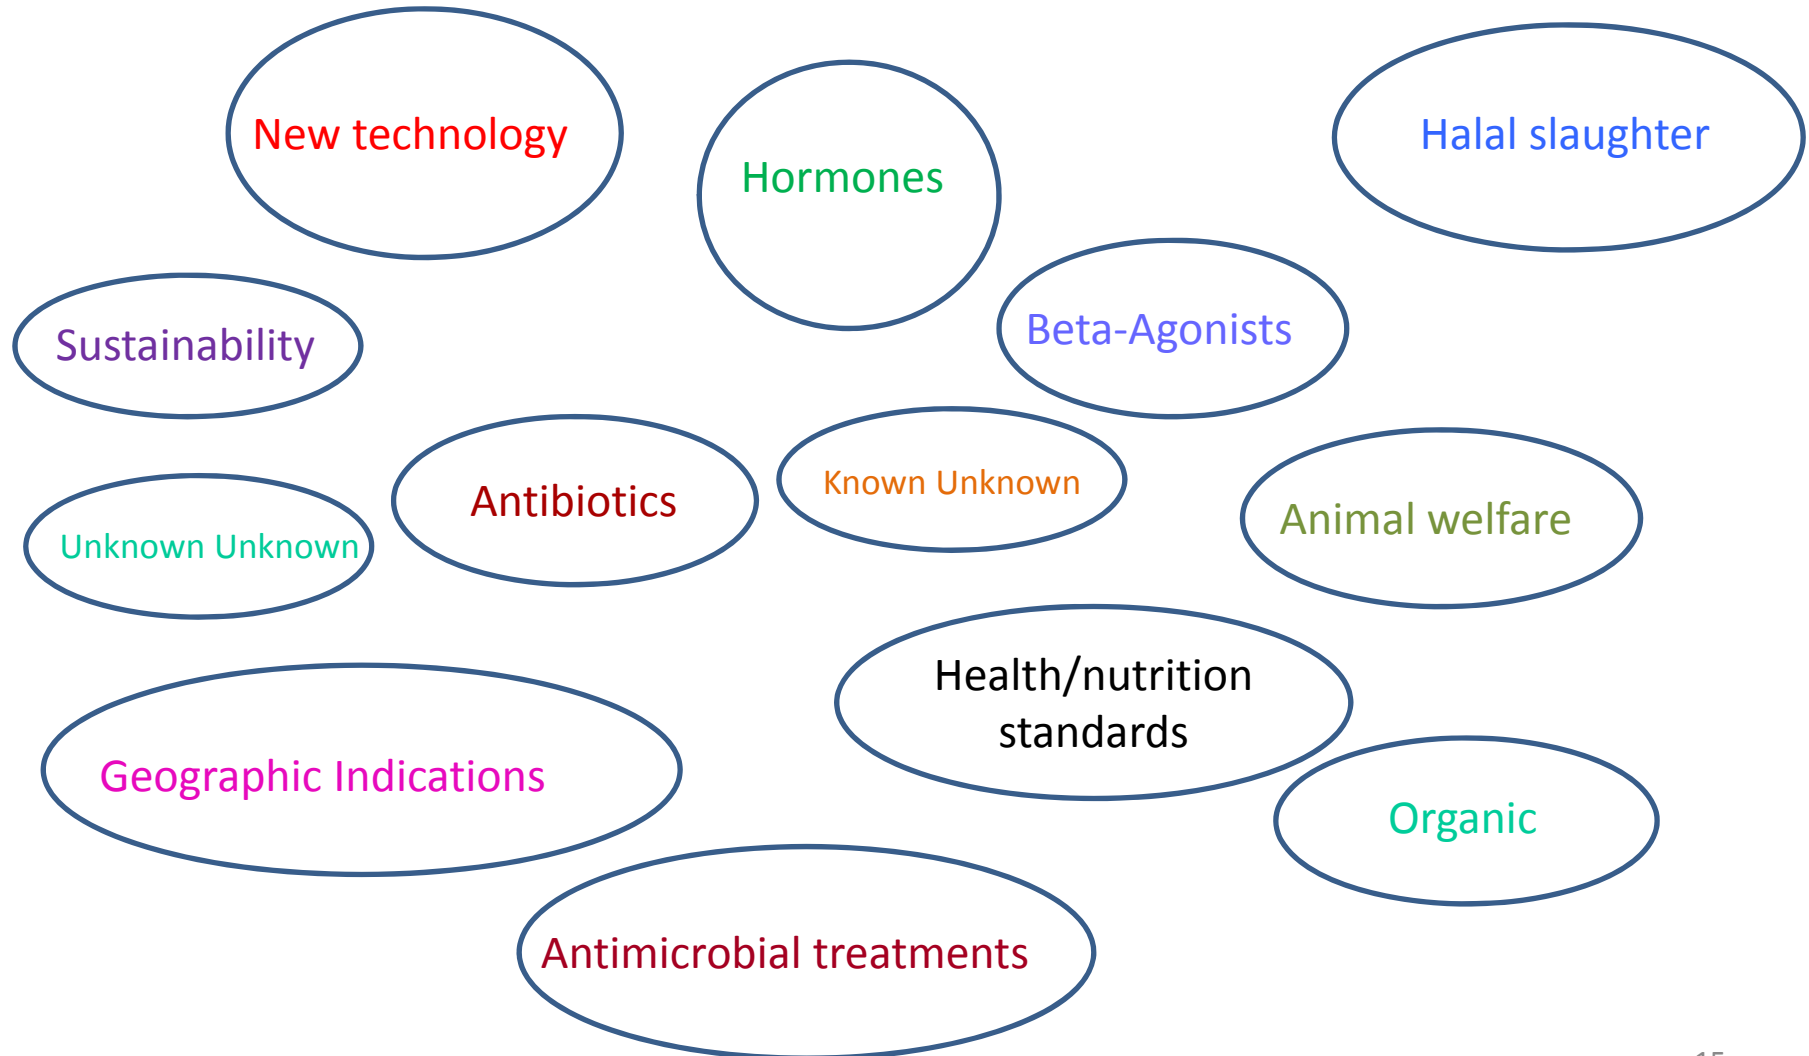 New technology
Hormones
Halal slaughter
Sustainability
Beta-Agonists
Antibiotics
Known Unknown
Animal welfare
Unknown Unknown
Health/nutrition
standards
Geographic Indications
Organic
Antimicrobial treatments